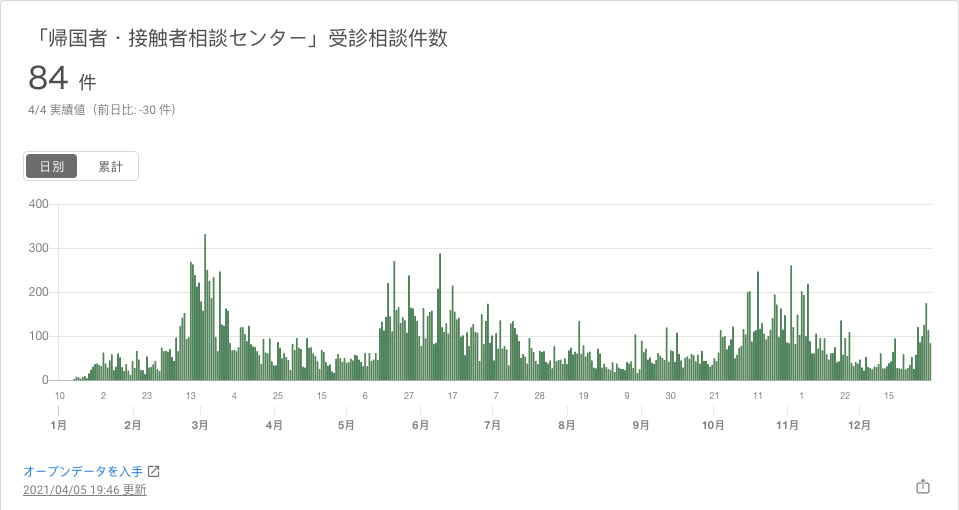 「帰国者・接触者相談センター」受診相談件数
84 件
4/4 実績値（前日比: -30 件）
日別 累計
400
300
200
100
0
10 2 23 13 4 25 15 6 27 17 7 28 19 9 30 21 11 1 22 15
1月 2月 3月 4月 5月 6月 7月 8月 9月 10月 11月 12月
オープンデータを入手
2021/04/05 19:46 更新